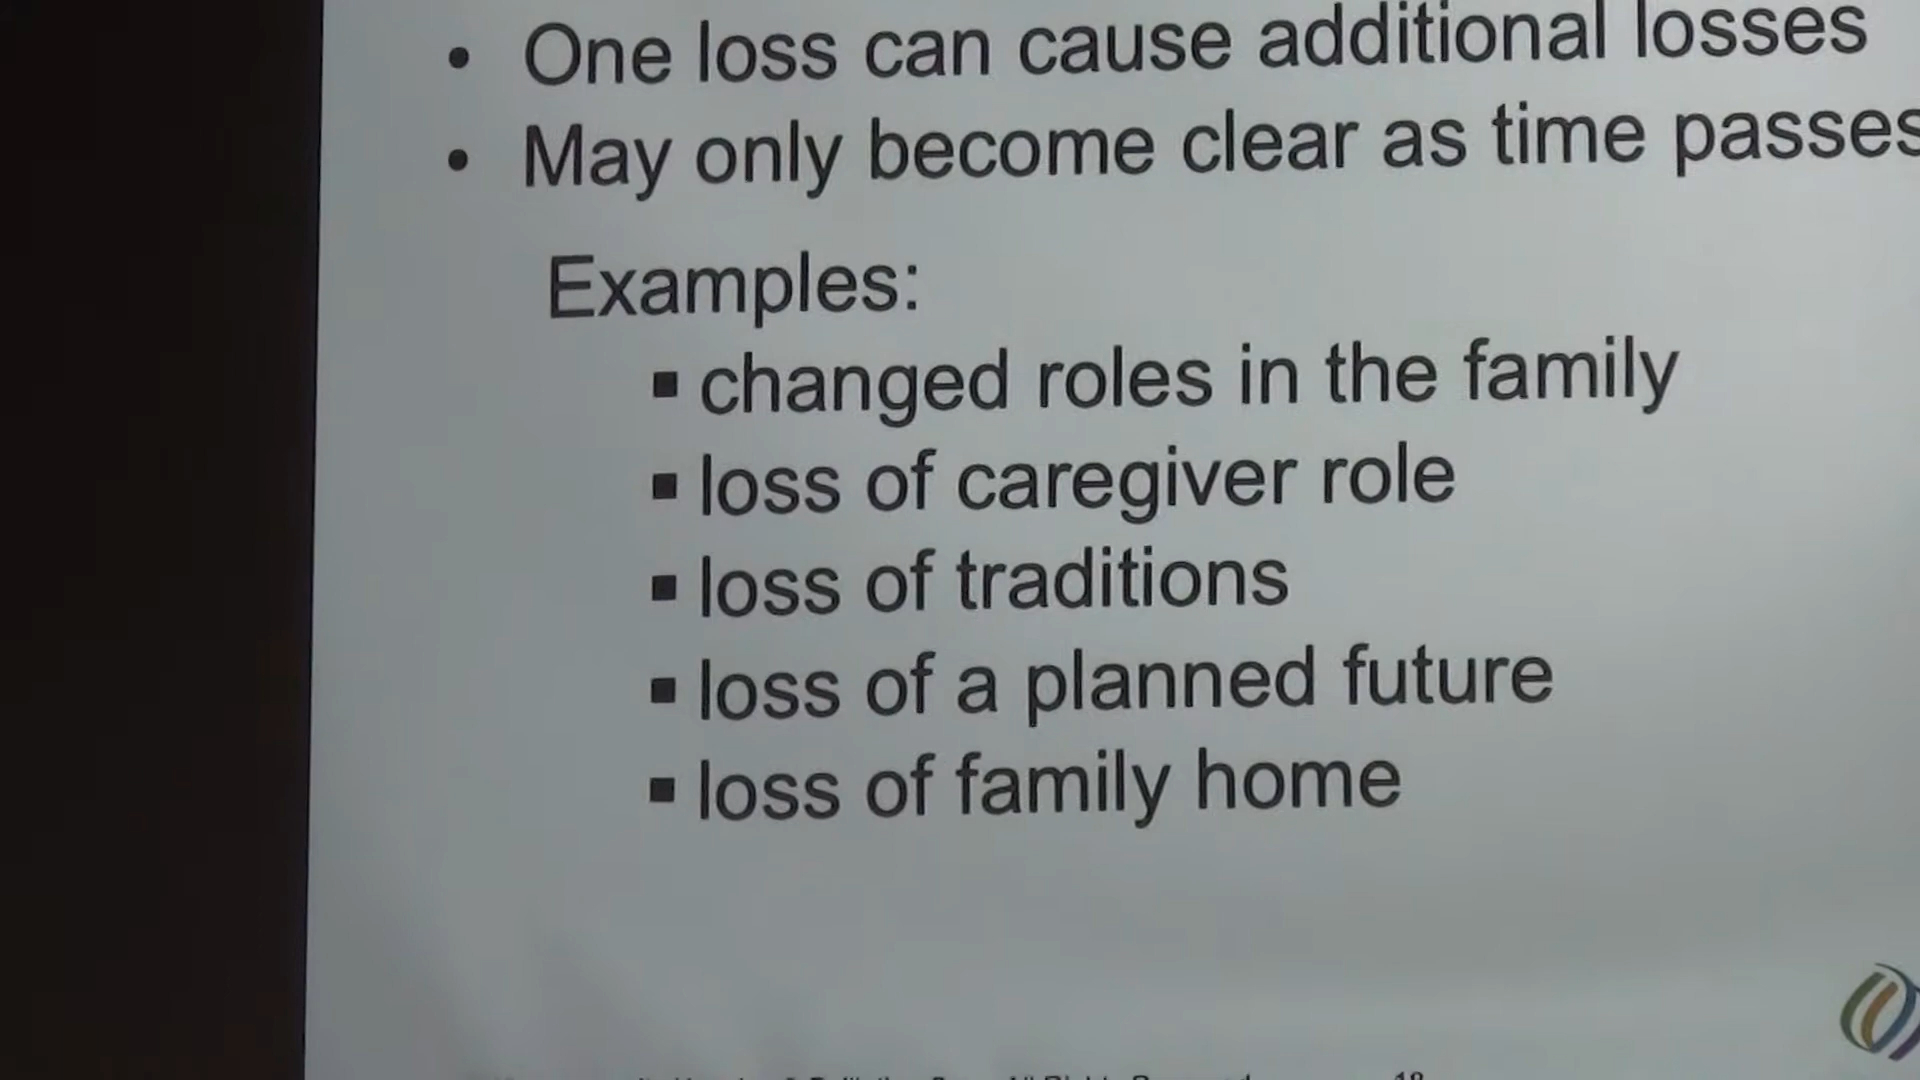 • One loss can cause additional losses
• May only become clear as time passes
Examples:
▪ changed roles in the family
▪ loss of caregiver role
▪ loss of traditions
▪ loss of a planned future
▪ loss of family home